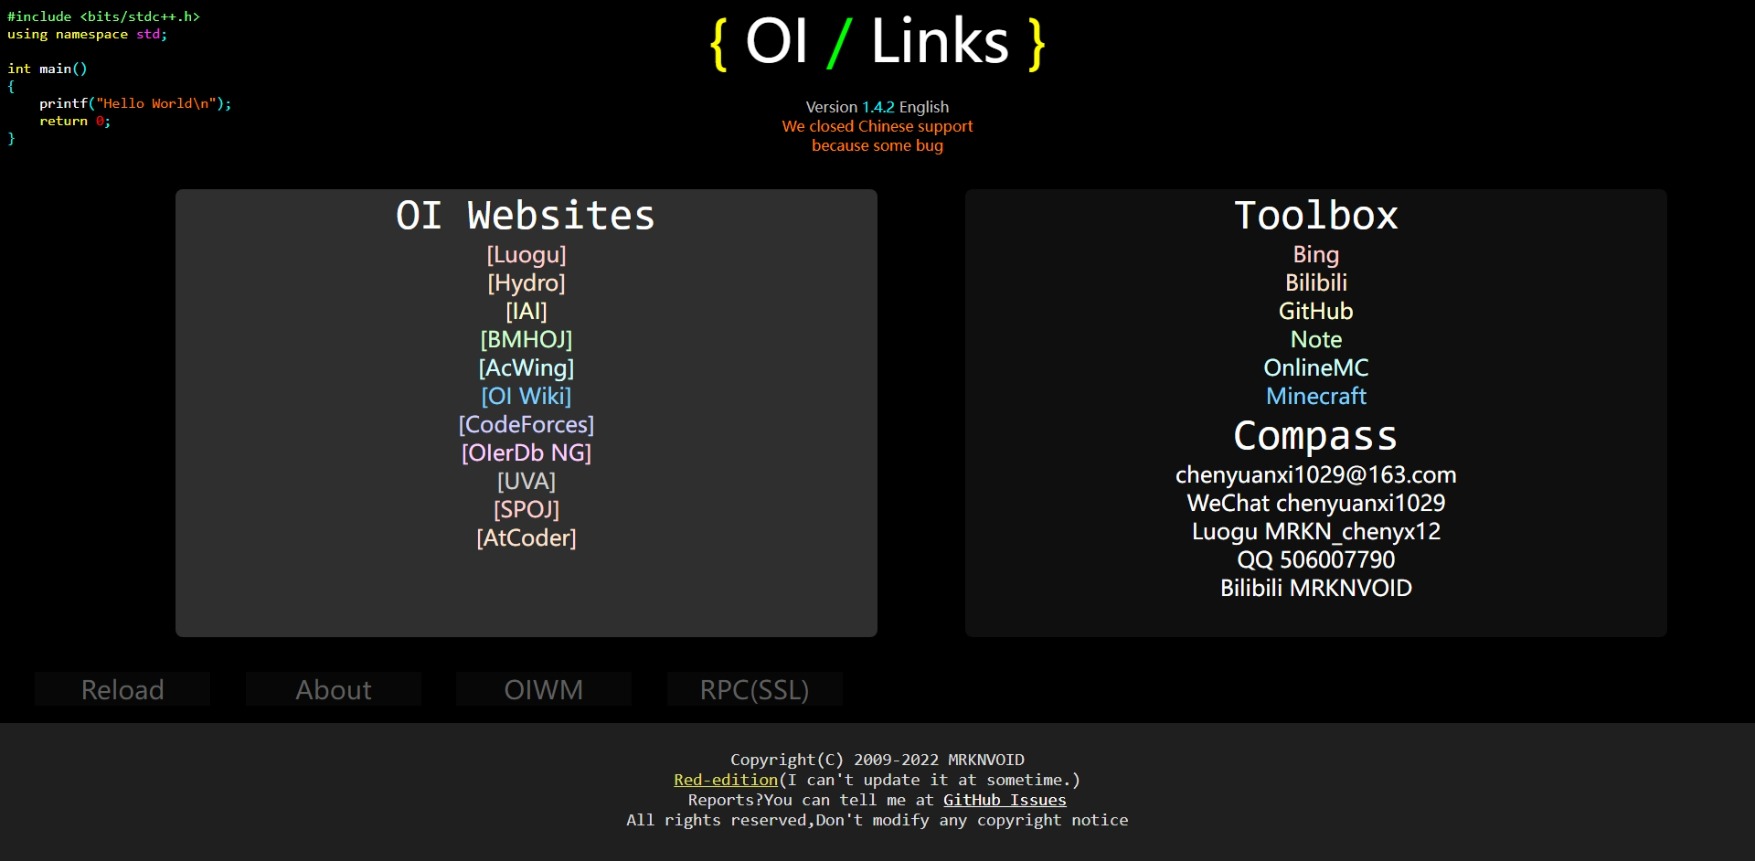 #include <bits/stdc++.h>
using namespace std;
int main()
{
printf("Hello World\n");
return 0;
}
{ OI / Links }
Version 1.4.2 English
We closed Chinese support
because some bug
OI Websites
[Luogu]
[Hydro]
[IAI]
[BMHOJ]
[AcWing]
[OI Wiki]
[CodeForces]
[OIerDb NG]
[UVA]
[SPOJ]
[AtCoder]
Toolbox
Bing
Bilibili
GitHub
Note
OnlineMC
Minecraft
Compass
chenyuanxi1029@163.com
WeChat chenyuanxi1029
Luogu MRKN_chenyx12
QQ 506007790
Bilibili MRKNVOID
Reload
About
OIWM
RPC(SSL)
Copyright(C) 2009-2022 MRKNVOID
Red-edition(I can't update it at sometime.)
Reports?You can tell me at GitHub Issues
All rights reserved,Don't modify any copyright notice